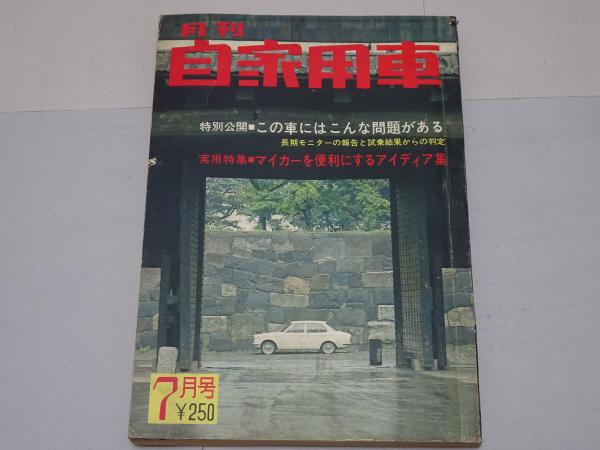 月刊
自家用車
特別公開■この車にはこんな問題がある
長期モニターの報告と試乗結果からの判定
実用特集■マイカーを便利にするアイディア集
7月号
¥250